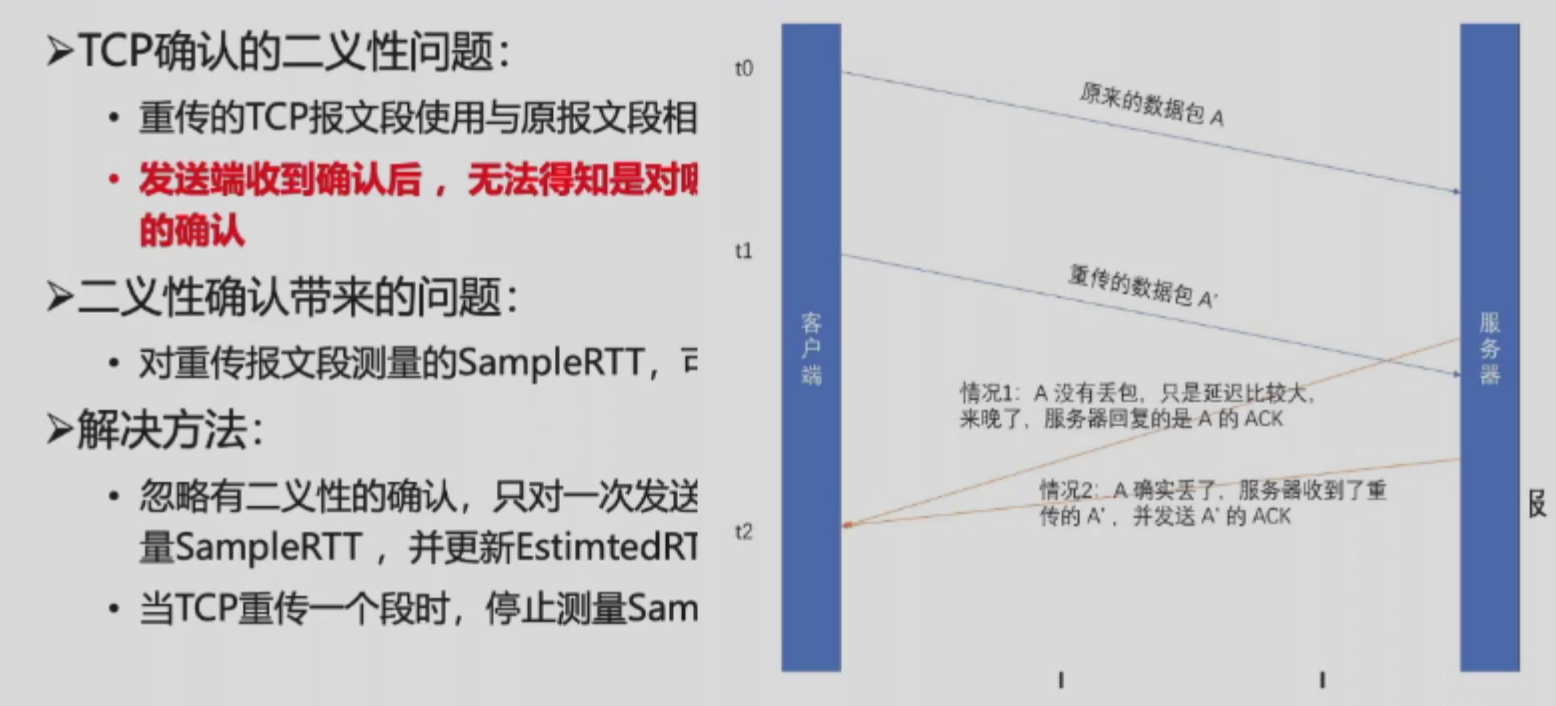 ➢TCP确认的二义性问题：
• 重传的TCP报文段使用与原报文段相
• 发送端收到确认后，无法得知是对
的确认
➢二义性确认带来的问题：
• 对重传报文段测量的SampleRTT，
➢解决方法：
• 忽略有二义性的确认，只对一次发送
量SampleRTT ，并更新EstimtedRT
• 当TCP重传一个段时，停止测量Sam
t0
原来的数据包 A
t1
重传的数据包 A'
客户端
服务器
情况1：A 没有丢包，只是延迟比较大，
来晚了，服务器回复的是 A 的 ACK
情况2：A 确实丢了，服务器收到了重
传的 A'，并发送 A' 的 ACK
t2